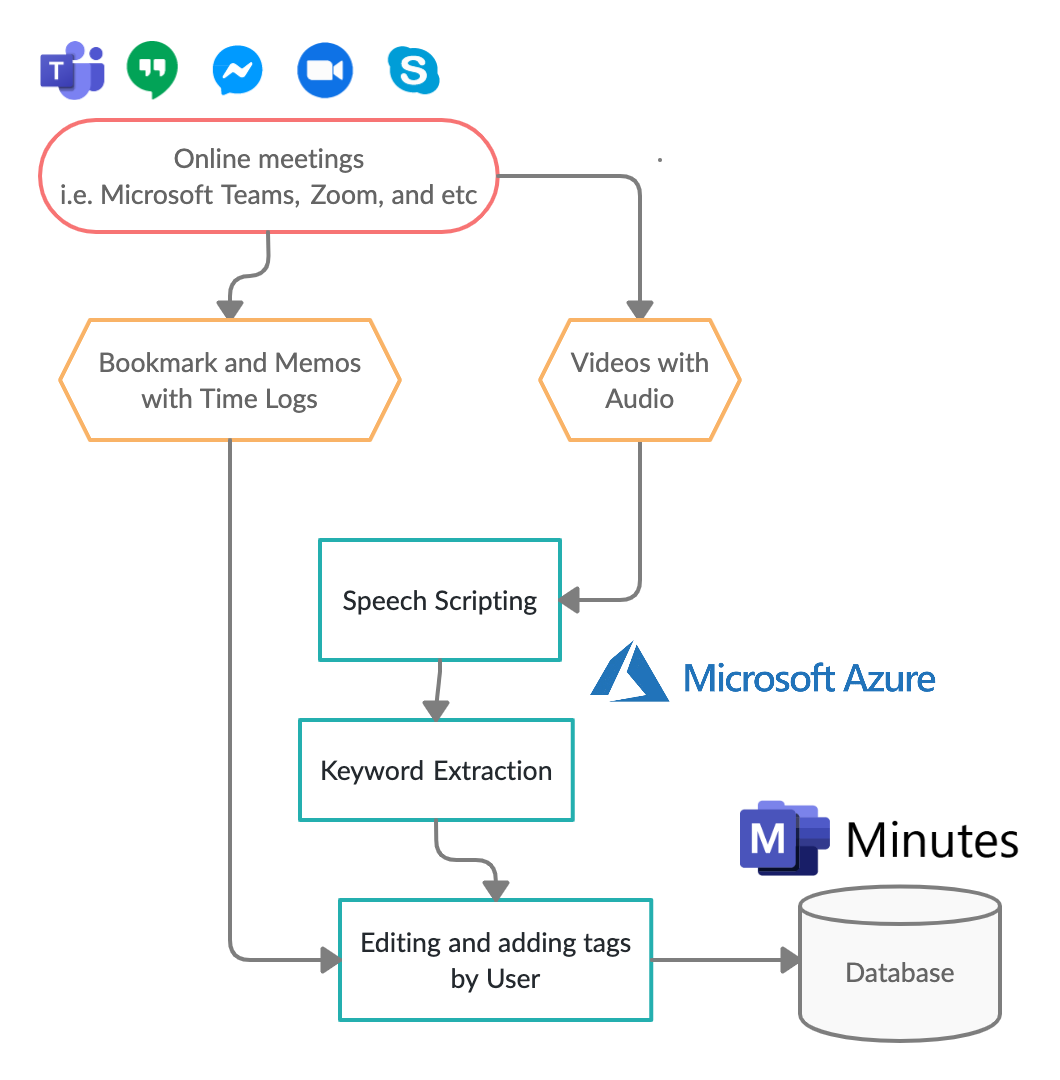 T
S
Online meetings
i.e. Microsoft Teams, Zoom, and etc
Bookmark and Memos
with Time Logs
Videos with
Audio
Speech Scripting
Microsoft Azure
Keyword Extraction
M Minutes
Editing and adding tags
by User
Database